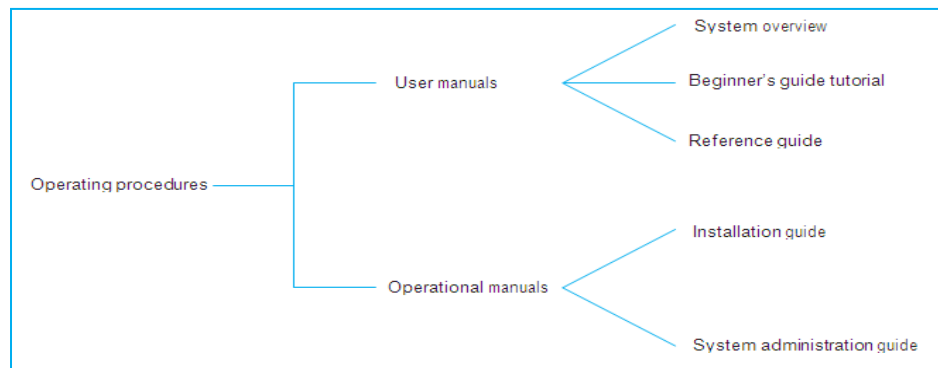 System overview
User manuals
Beginner's guide tutorial
Reference guide
Operating procedures
Installation guide
Operational manuals
System administration guide